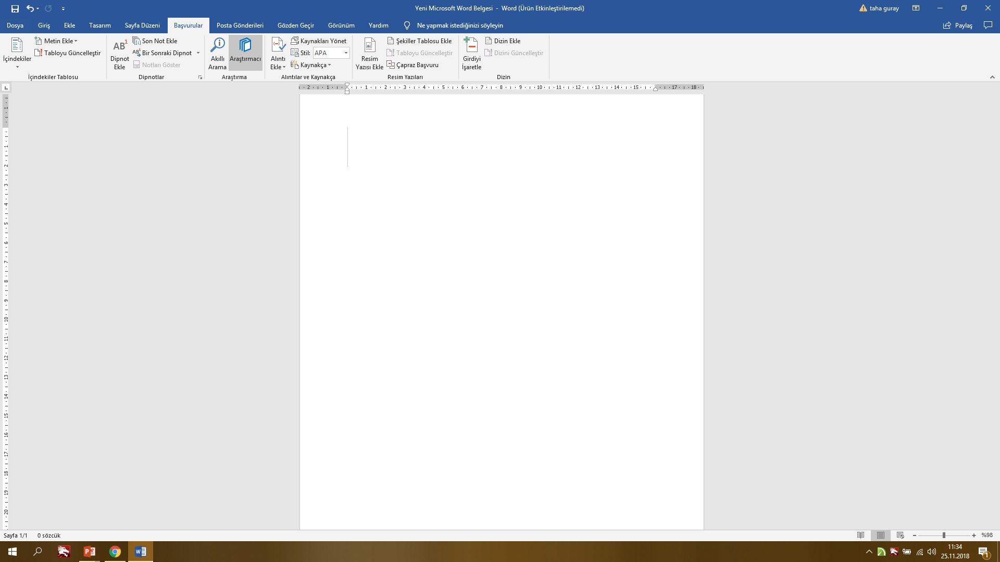 Yeni Microsoft Word Belgesi - Word (Ürün Etkinleştirilemedi)
taha guray
Dosya Giriş Ekle Tasarım Sayfa Düzeni Başvurular Posta Gönderileri Gözden Geçir Görünüm Yardım Ne yapmak istediğinizi söyleyin Paylaş
İçindekiler
Metin Ekle
Tabloyu Güncelleştir
İçindekiler Tablosu
AB1
Dipnot
Ekle
Son Not Ekle
Bir Sonraki Dipnot
Notları Göster
Dipnotlar
Akıllı
Arama
Araştırmacı
Araştırma
Alıntı
Ekle
Kaynakları Yönet
Stil: APA
Kaynakça
Alıntılar ve Kaynakça
Resim
Yazısı Ekle
Şekiller Tablosu Ekle
Tabloyu Güncelleştir
Çapraz Başvuru
Resim Yazıları
Girdiyi
İşaretle
Dizin Ekle
Dizini Güncelleştir
Dizin
2 1 1 2 3 4 5 6 7 8 9 10 11 12 13 14 15 17 18
1
1
2
3
4
5
6
7
8
9
10
11
12
13
14
15
16
17
18
19
20
Sayfa 1/1 0 sözcük
%98
11:34
25.11.2018
1